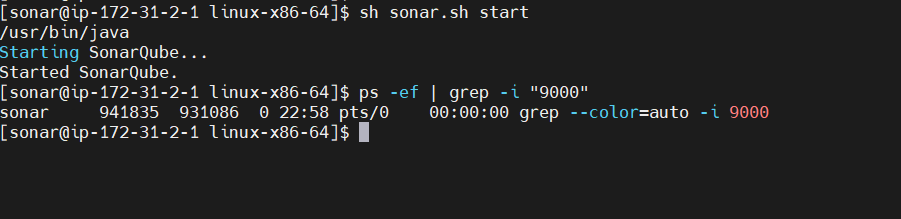 [sonar@ip-172-31-2-1 linux-x86-64]$ sh sonar.sh start
/usr/bin/java
Starting SonarQube...
Started SonarQube.
[sonar@ip-172-31-2-1 linux-x86-64]$ ps -ef | grep -i "9000"
sonar     941835  931086  0 22:58 pts/0    00:00:00 grep --color=auto -i 9000
[sonar@ip-172-31-2-1 linux-x86-64]$